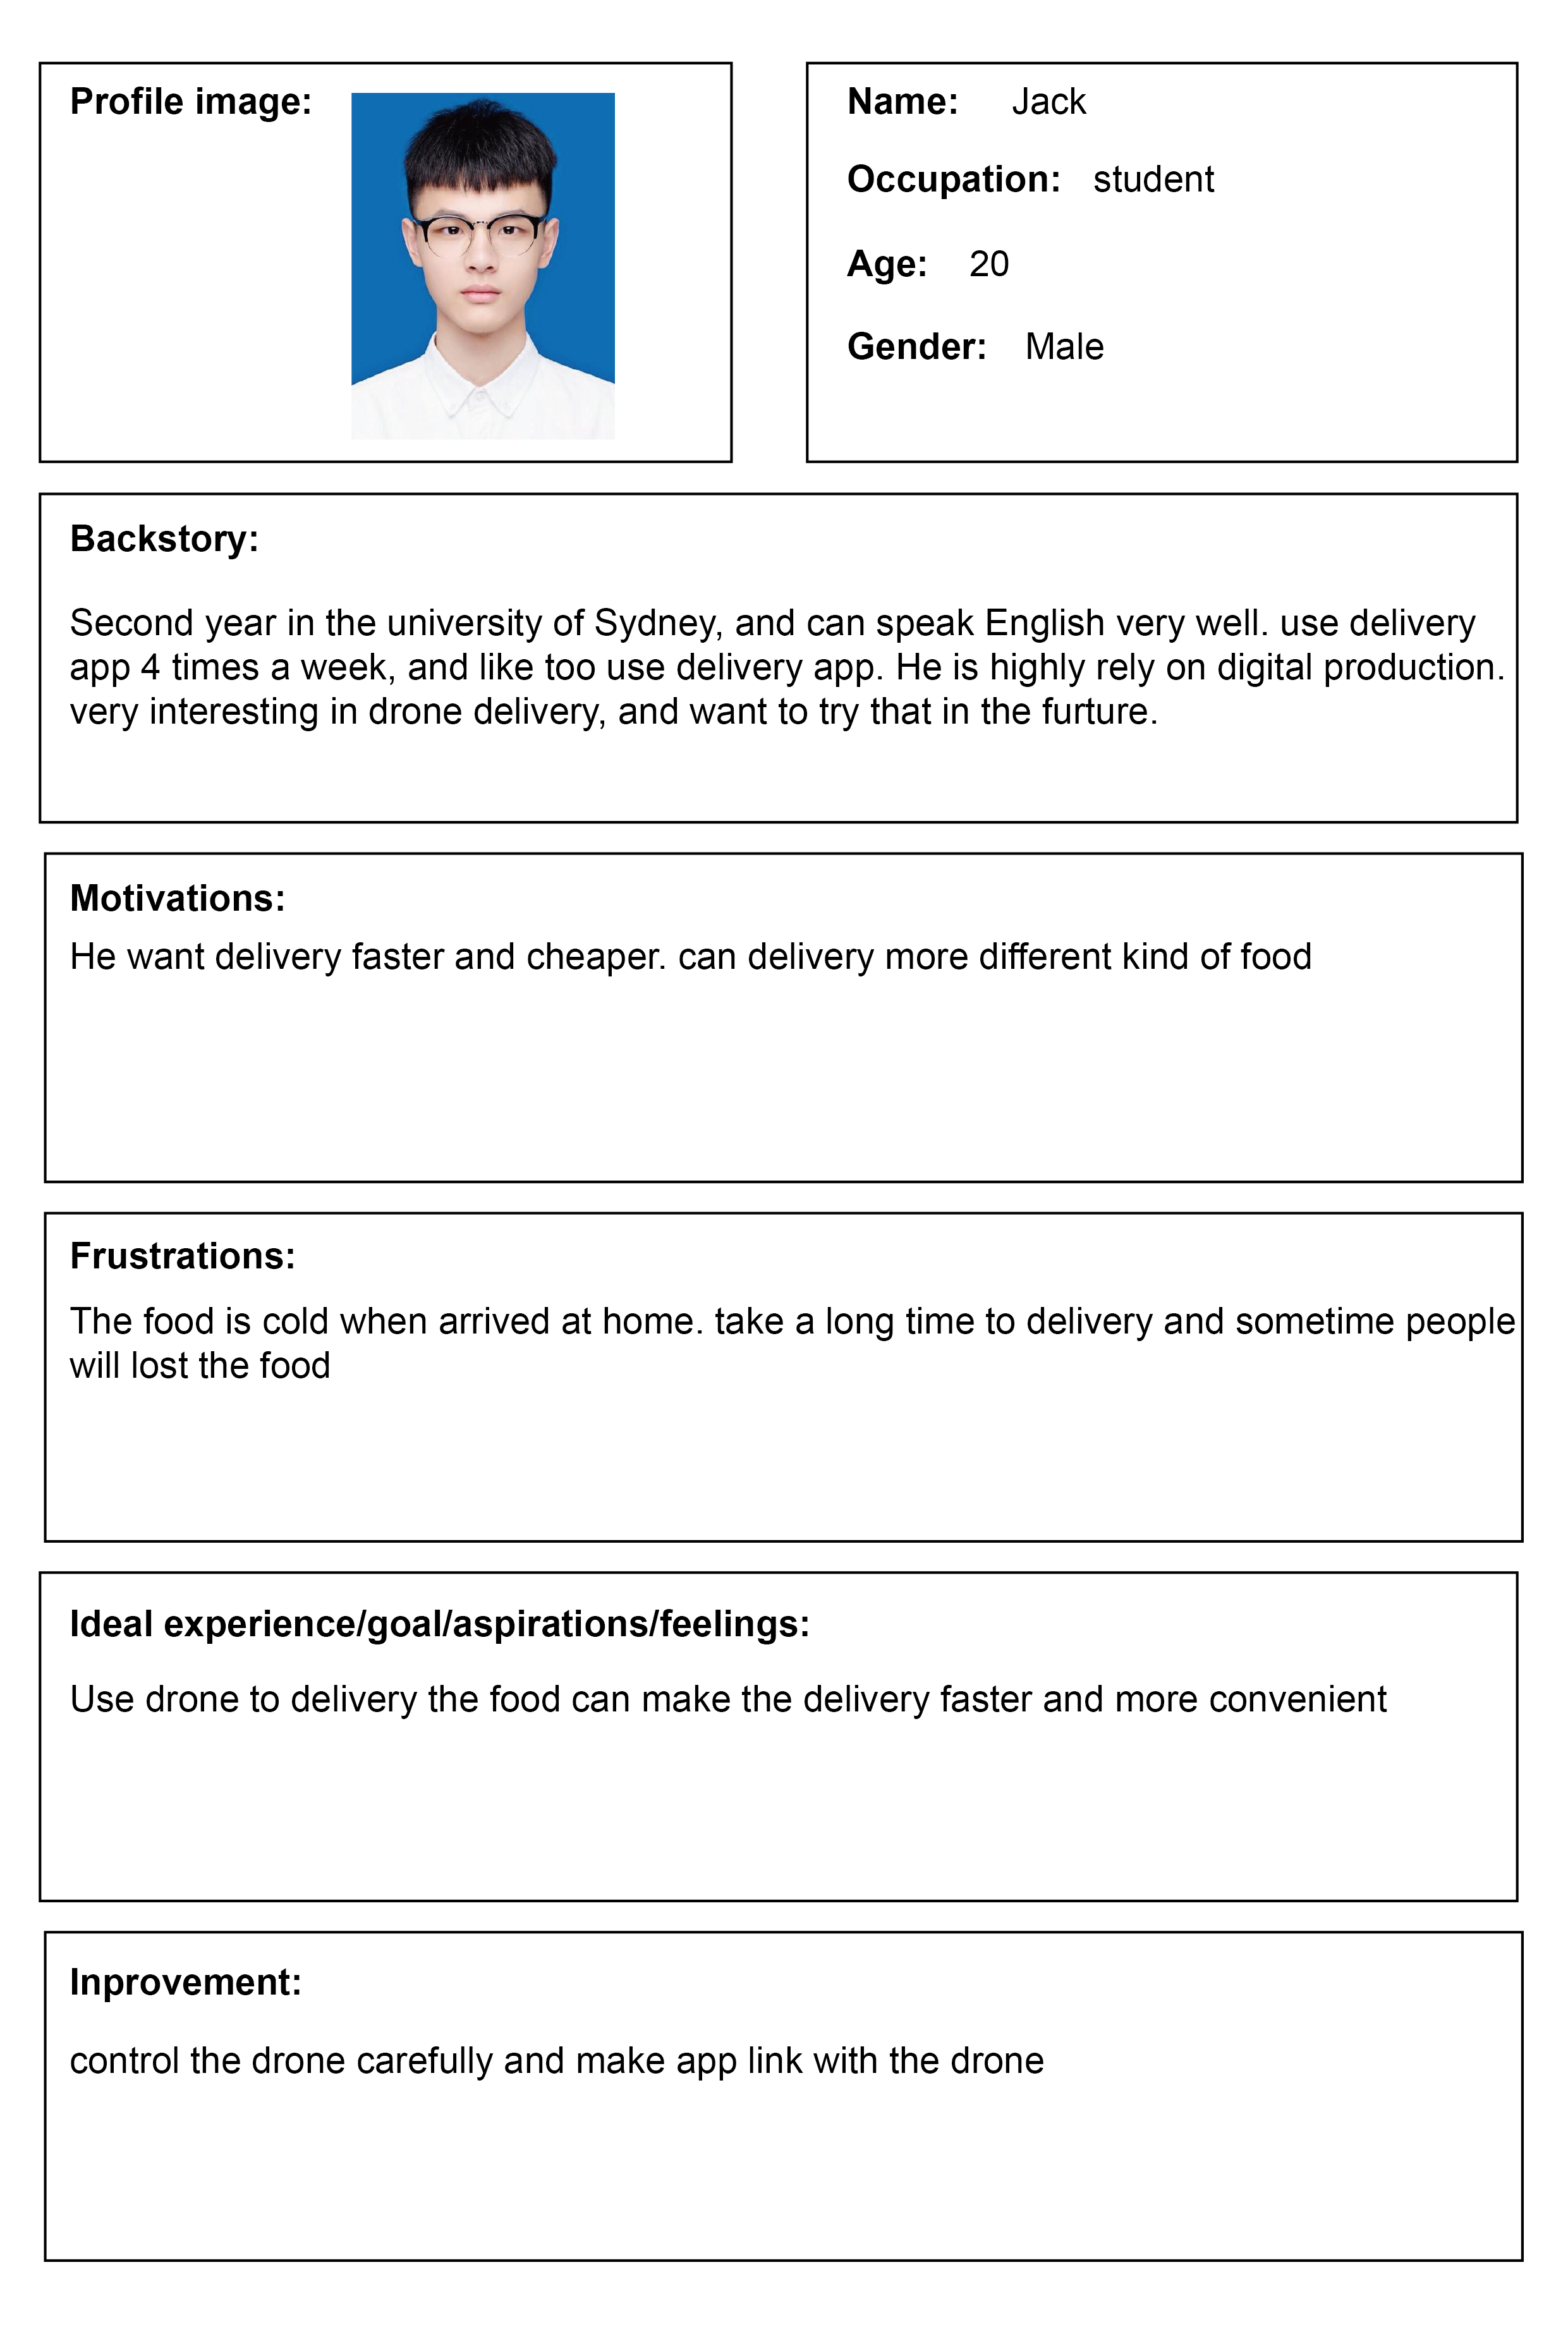 Profile image:
Name: Jack
Occupation: student
Age: 20
Gender: Male
Backstory:
Second year in the university of Sydney, and can speak English very well. use delivery
app 4 times a week, and like too use delivery app. He is highly rely on digital production.
very interesting in drone delivery, and want to try that in the furture.
Motivations:
He want delivery faster and cheaper. can delivery more different kind of food
Frustrations:
The food is cold when arrived at home. take a long time to delivery and sometime people
will lost the food
Ideal experience/goal/aspirations/feelings:
Use drone to delivery the food can make the delivery faster and more convenient
Inprovement:
control the drone carefully and make app link with the drone